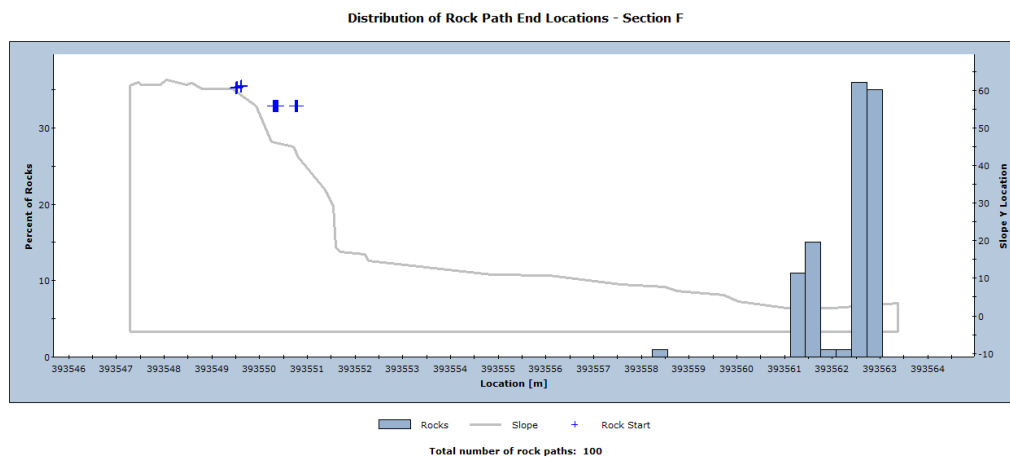 Distribution of Rock Path End Locations - Section F
Percent of Rocks
30
20
10
0
60
50
40
30
20
10
0
-10
Slope Y Location
393546 393547 393548 393549 393550 393551 393552 393553 393554 393555 393556 393557 393558 393559 393560 393561 393562 393563 393564
Location [m]
Rocks Slope Rock Start
Total number of rock paths: 100